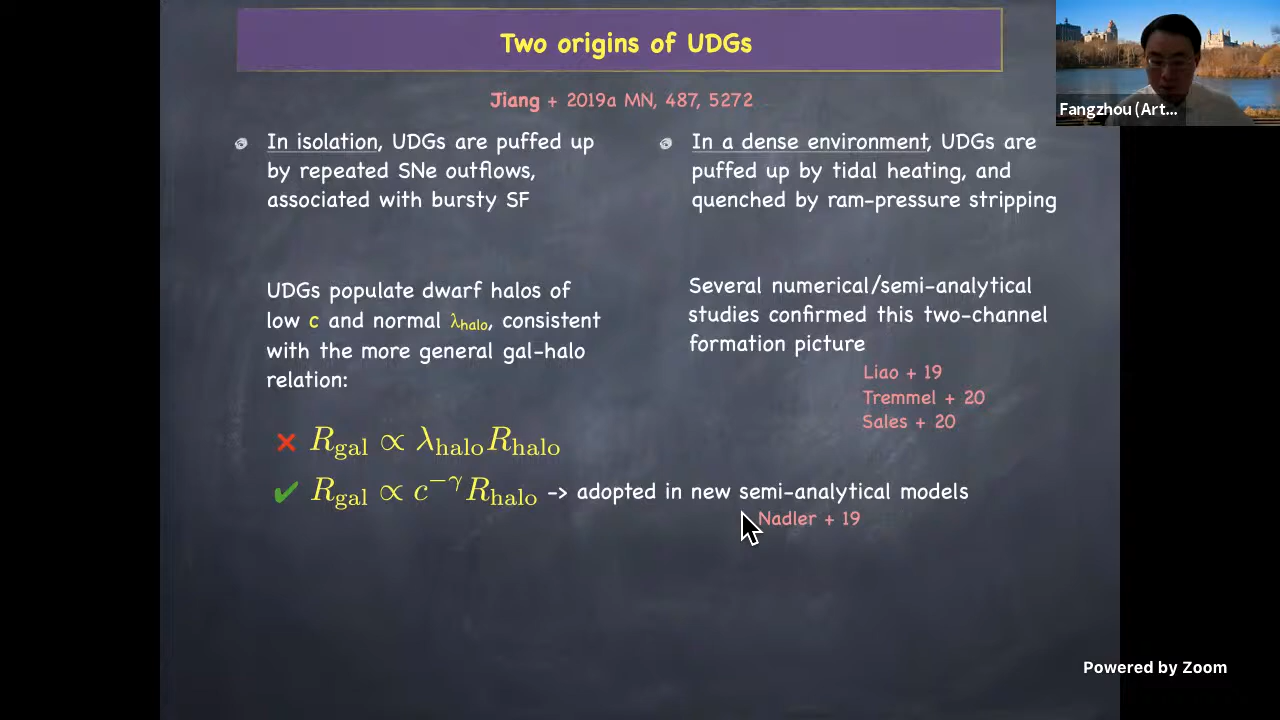 Two origins of UDGs
Jiang + 2019a MN, 487, 5272
In isolation, UDGs are puffed up
by repeated SNe outflows,
associated with bursty SF
In a dense environment, UDGs are
puffed up by tidal heating, and
quenched by ram-pressure stripping
UDGs populate dwarf halos of
low c and normal λhalo, consistent
with the more general gal-halo
relation:
Several numerical/semi-analytical
studies confirmed this two-channel
formation picture
Liao + 19
Tremmel + 20
Sales + 20
✗ R_gal ∝ λ_halo R_halo
✓ R_gal ∝ c^−γ R_halo -> adopted in new semi-analytical models
Nadler + 19
Fangzhou (Art...
Powered by Zoom